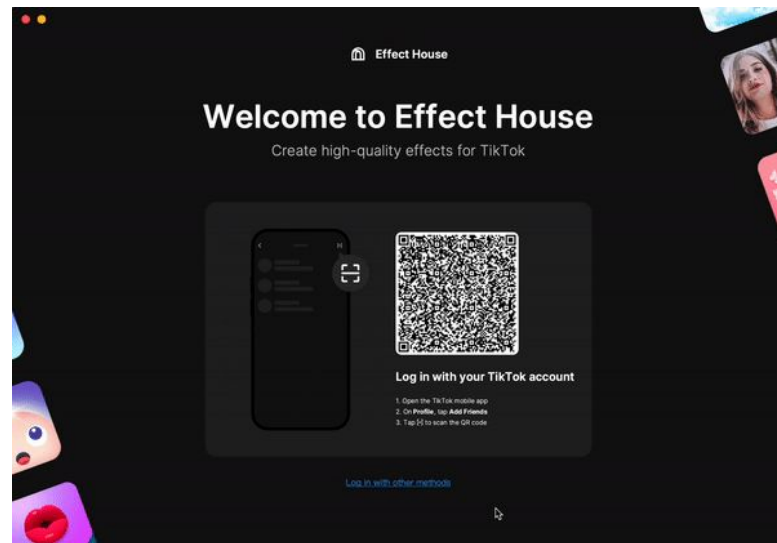 Effect House
Welcome to Effect House
Create high-quality effects for TikTok
Log in with your TikTok account
1. Open the TikTok mobile app
2. On Profile, tap Add Friends
3. Tap [-] to scan the QR code
Log in with other methods